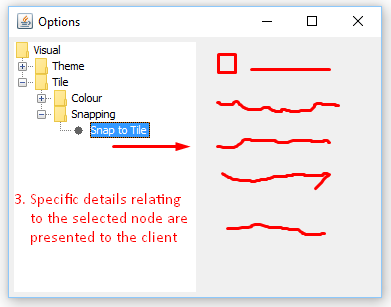 Options
Visual
Theme
Tile
Colour
Snapping
Snap to Tile
3. Specific details relating
to the selected node are
presented to the client